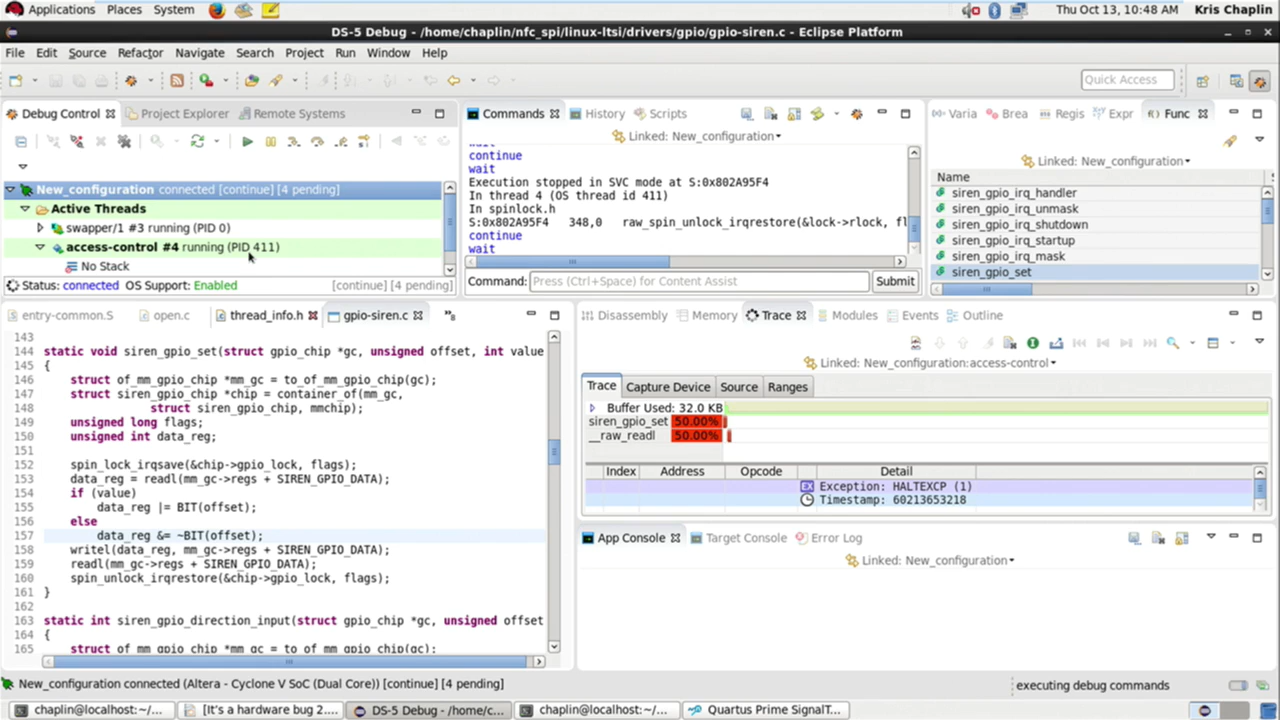 Applications Places System Thu Oct 13, 10:48 AM Kris Chaplin
DS-5 Debug - /home/chaplin/nfc_spi/linux-ltsi/drivers/gpio/gpio-siren.c - Eclipse Platform
File Edit Source Refactor Navigate Search Project Run Window Help
Quick Access
Debug Control Project Explorer Remote Systems
New_configuration connected [continue] [4 pending]
Active Threads
swapper/1 #3 running (PID 0)
access-control #4 running (PID 411)
No Stack
Status: connected OS Support: Enabled [continue] [4 pending]
Commands History Scripts
Linked: New_configuration
wait
continue
wait
Execution stopped in SVC mode at S:0x802A95F4
In thread 4 (OS thread id 411)
In spinlock.h
S:0x802A95F4 348,0 raw_spin_unlock_irqrestore(&lock->rlock, fl
continue
wait
Command: Press (Ctrl+Space) for Content Assist Submit
Varia Brea Regis Expr Func
Linked: New_configuration
Name
siren_gpio_irq_handler
siren_gpio_irq_unmask
siren_gpio_irq_shutdown
siren_gpio_irq_startup
siren_gpio_irq_mask
siren_gpio_set
entry-common.S open.c thread_info.h gpio-siren.c
143
144 static void siren_gpio_set(struct gpio_chip *gc, unsigned offset, int value
145 {
146 struct of_mm_gpio_chip *mm_gc = to_of_mm_gpio_chip(gc);
147 struct siren_gpio_chip *chip = container_of(mm_gc,
148 struct siren_gpio_chip, mmchip);
149 unsigned long flags;
150 unsigned int data_reg;
151
152 spin_lock_irqsave(&chip->gpio_lock, flags);
153 data_reg = readl(mm_gc->regs + SIREN_GPIO_DATA);
154 if (value)
155 data_reg |= BIT(offset);
156 else
157 data_reg &= ~BIT(offset);
158 writel(data_reg, mm_gc->regs + SIREN_GPIO_DATA);
159 readl(mm_gc->regs + SIREN_GPIO_DATA);
160 spin_unlock_irqrestore(&chip->gpio_lock, flags);
161 }
162
163 static int siren_gpio_direction_input(struct gpio_chip *gc, unsigned offset
164 {
165 struct of_mm_gpio_chip *mm_gc = to_of_mm_gpio_chip(gc);
Disassembly Memory Trace Modules Events Outline
Linked: New_configuration:access-control
Trace Capture Device Source Ranges
Buffer Used: 32.0 KB
siren_gpio_set 50.00%
__raw_readl 50.00%
Index Address Opcode Detail
EX Exception: HALTEXCP (1)
Timestamp: 60213653218
App Console Target Console Error Log
Linked: New_configuration
New_configuration connected (Altera - Cyclone V SoC (Dual Core)) [continue] [4 pending] executing debug commands
chaplin@localhost:~/... [It's a hardware bug 2.... DS-5 Debug - /home/c... chaplin@localhost:~/... Quartus Prime SignalT...